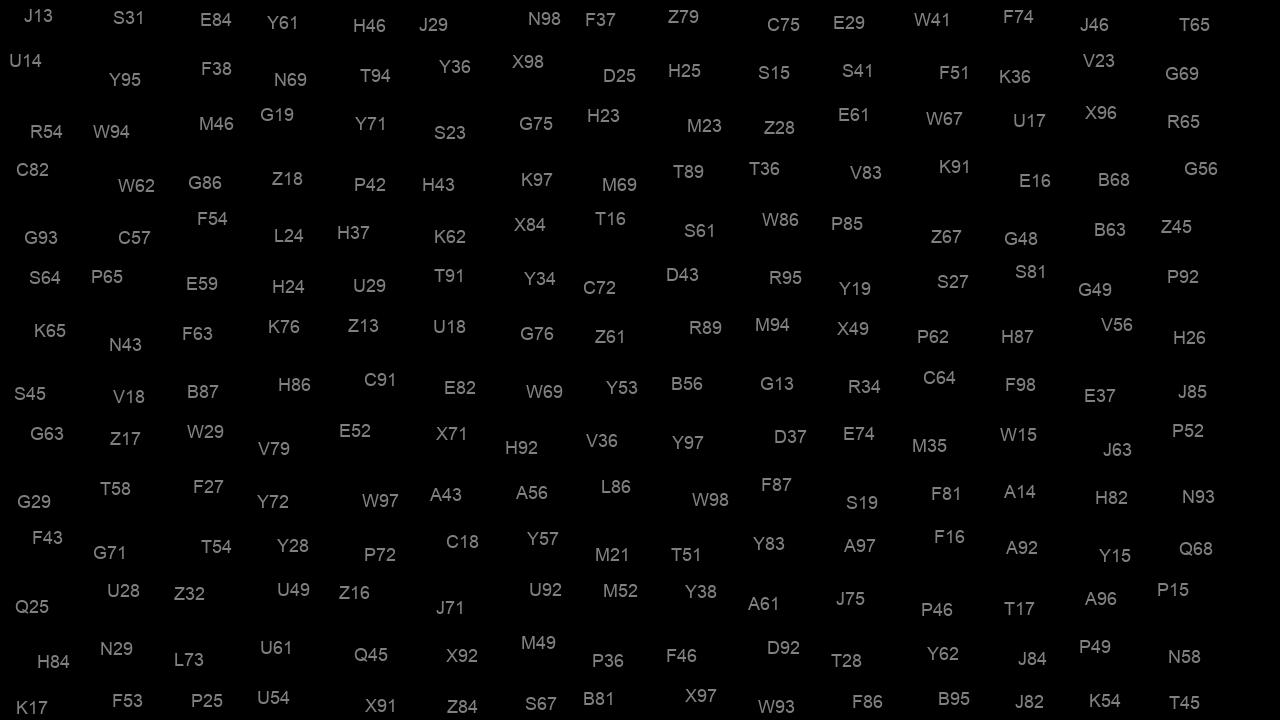 J13 S31 E84 Y61 H46 J29 N98 F37 Z79 C75 E29 W41 F74 J46 T65
U14 Y95 F38 N69 T94 Y36 X98 D25 H25 S15 S41 F51 K36 V23 G69
R54 W94 M46 G19 Y71 S23 G75 H23 M23 Z28 E61 W67 U17 X96 R65
C82 W62 G86 Z18 P42 H43 K97 M69 T89 T36 V83 K91 E16 B68 G56
G93 C57 F54 L24 H37 K62 X84 T16 S61 W86 P85 Z67 G48 B63 Z45
S64 P65 E59 H24 U29 T91 Y34 C72 D43 R95 Y19 S27 S81 G49 P92
K65 N43 F63 K76 Z13 U18 G76 Z61 R89 M94 X49 P62 H87 V56 H26
S45 V18 B87 H86 C91 E82 W69 Y53 B56 G13 R34 C64 F98 E37 J85
G63 Z17 W29 V79 E52 X71 H92 V36 Y97 D37 E74 M35 W15 J63 P52
G29 T58 F27 Y72 W97 A43 A56 L86 W98 F87 S19 F81 A14 H82 N93
F43 G71 T54 Y28 P72 C18 Y57 M21 T51 Y83 A97 F16 A92 Y15 Q68
Q25 U28 Z32 U49 Z16 J71 U92 M52 Y38 A61 J75 P46 T17 A96 P15
H84 N29 L73 U61 Q45 X92 M49 P36 F46 D92 T28 Y62 J84 P49 N58
K17 F53 P25 U54 X91 Z84 S67 B81 X97 W93 F86 B95 J82 K54 T45